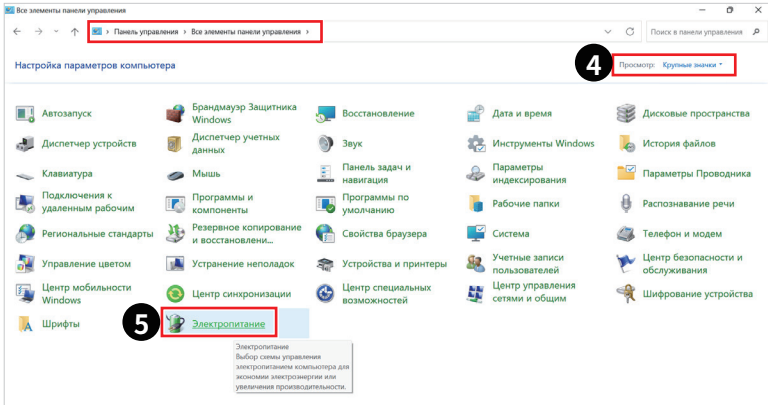 Все элементы панели управления
Панель управления › Все элементы панели управления ›
Поиск в панели управления
Настройка параметров компьютера
4
Просмотр: Крупные значки
Автозапуск
Брандмауэр Защитника
Windows
Восстановление
Дата и время
Дисковые пространства
Диспетчер устройств
Диспетчер учетных
данных
Звук
Инструменты Windows
История файлов
Клавиатура
Мышь
Панель задач и
навигация
Параметры
индексирования
Параметры Проводника
Подключения к
удаленным рабочим
Программы и
компоненты
Программы по
умолчанию
Рабочие папки
Распознавание речи
Региональные стандарты
Резервное копирование
и восстановлени...
Свойства браузера
Система
Телефон и модем
Управление цветом
Устранение неполадок
Устройства и принтеры
Учетные записи
пользователей
Центр безопасности и
обслуживания
Центр мобильности
Windows
Центр синхронизации
Центр специальных
возможностей
Центр управления
сетями и общим
Шифрование устройства
Шрифты
5
Электропитание
Электропитание
Выбор схемы управления
электропитанием компьютера для
экономии электроэнергии или
увеличения производительности.